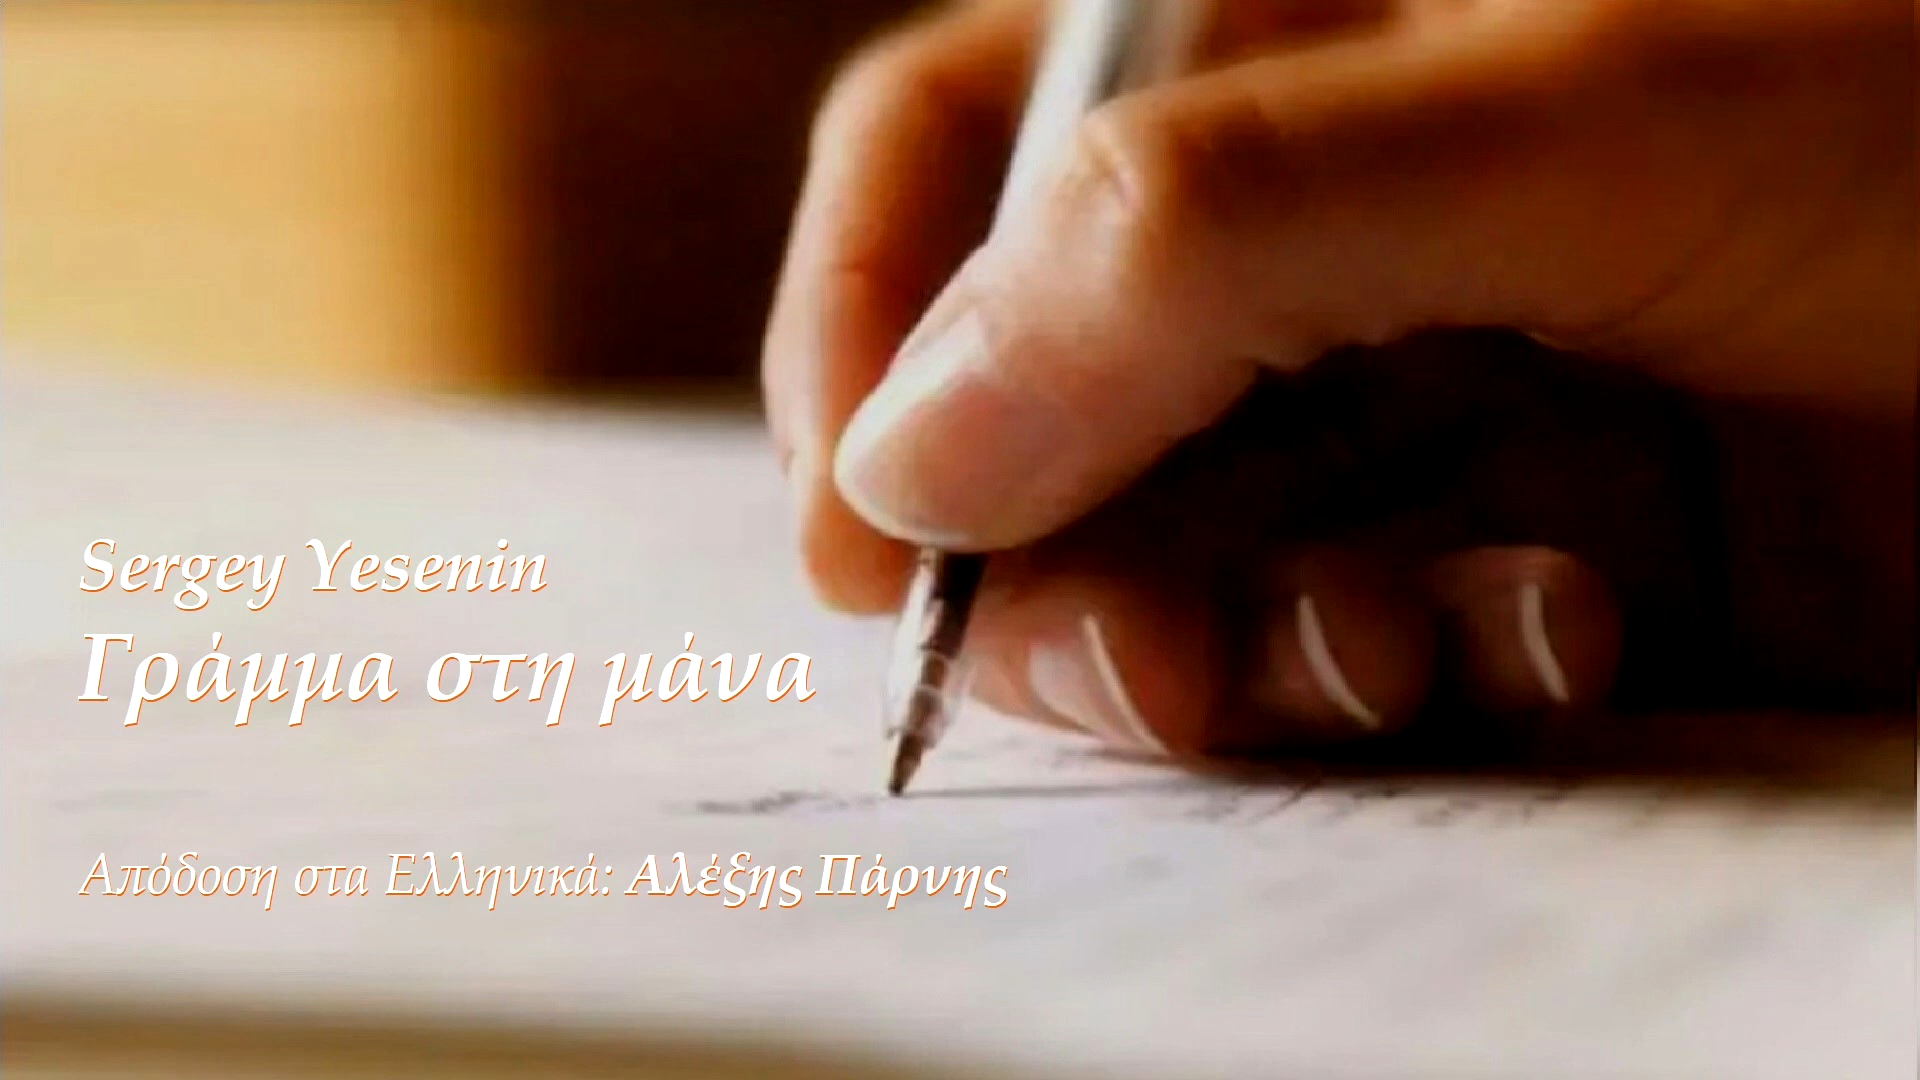 Sergey Yesenin
Γράμμα στη μάνα
Απόδοση στα Ελληνικά: Αλέξης Πάρνης